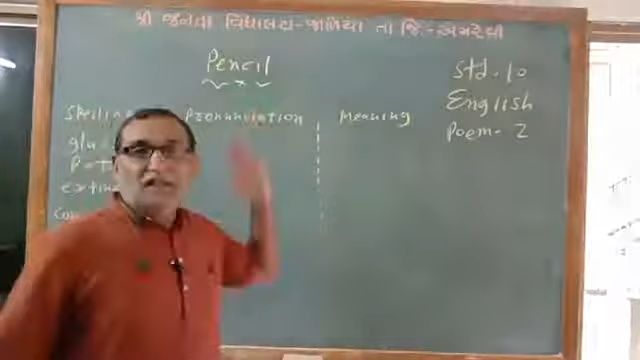 શ્રી જનતા વિદ્યાલય-જાળિયા તા જિ-અમરેલી
Pencil
Std. 10
English
Poem-2
Spelling Pronunciation Meaning